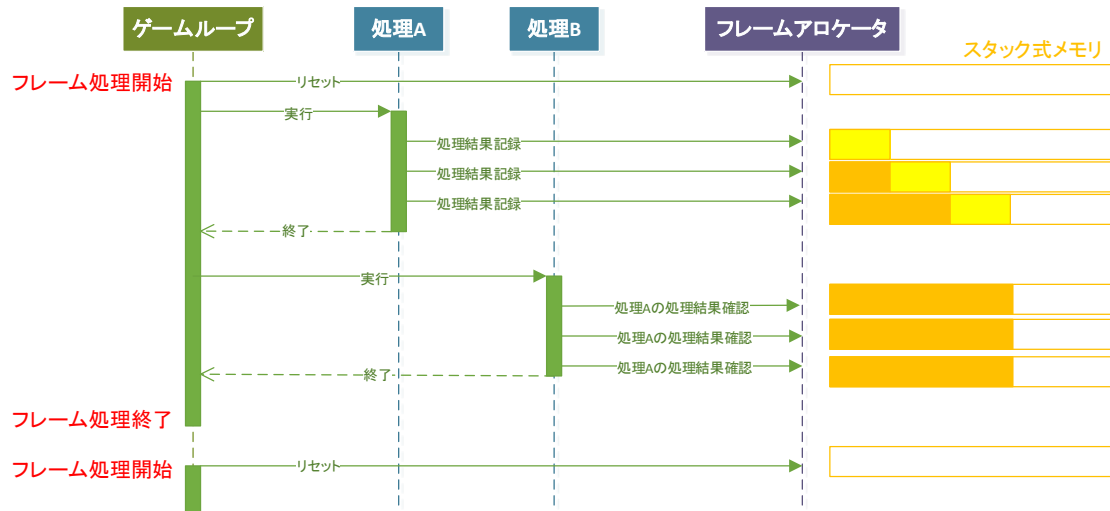 ゲームループ
処理A
処理B
フレームアロケータ
スタック式メモリ
フレーム処理開始
リセット
実行
処理結果記録
処理結果記録
処理結果記録
終了
実行
処理Aの処理結果確認
処理Aの処理結果確認
処理Aの処理結果確認
終了
フレーム処理終了
フレーム処理開始
リセット